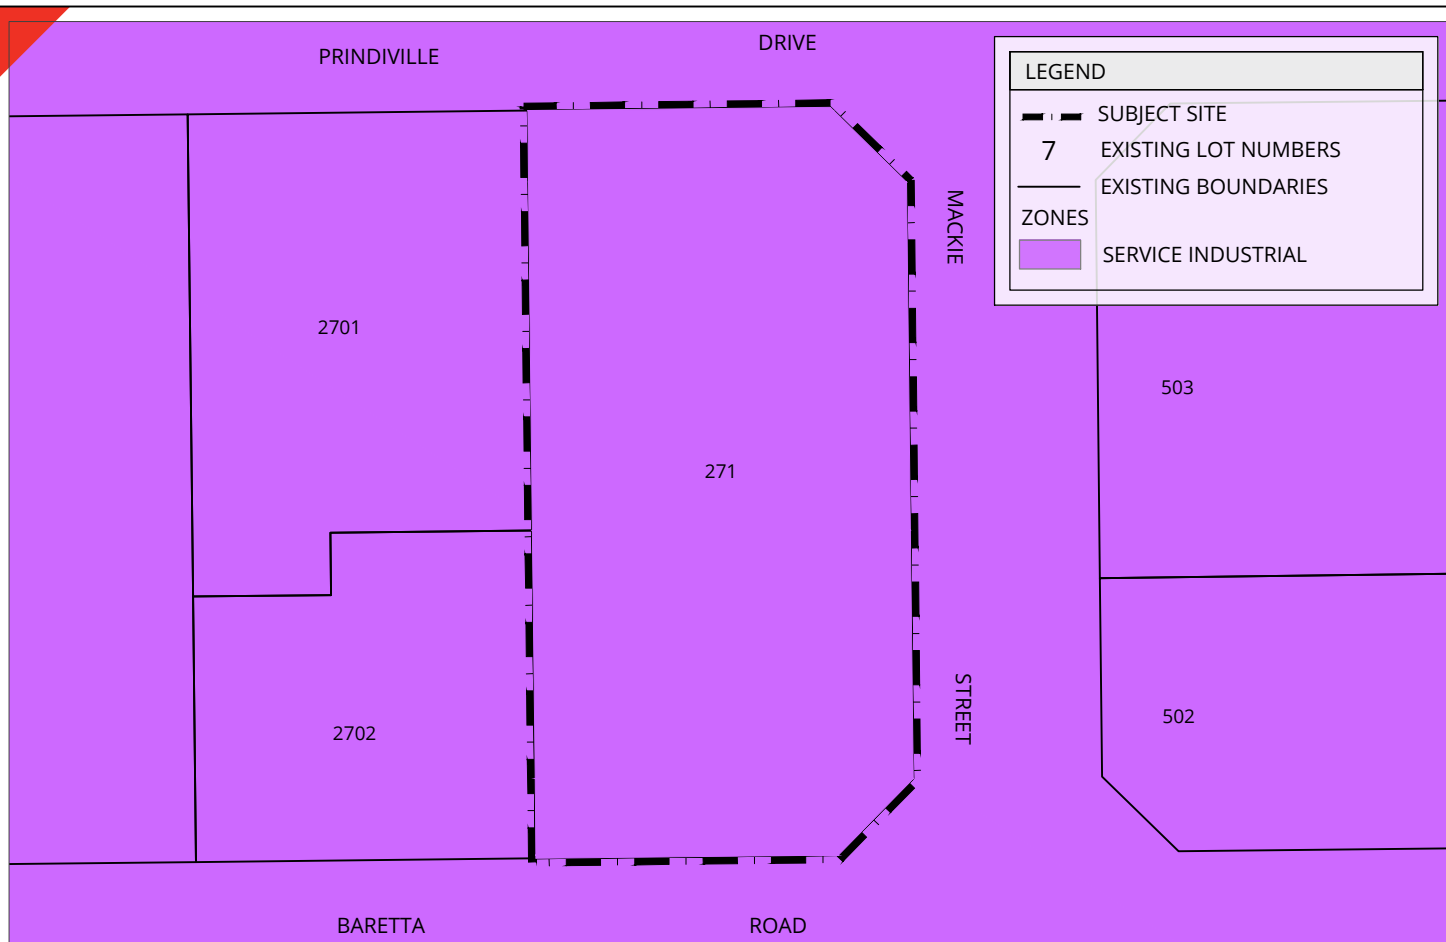 PRINDIVILLE DRIVE
LEGEND
SUBJECT SITE
7 EXISTING LOT NUMBERS
EXISTING BOUNDARIES
ZONES
SERVICE INDUSTRIAL
MACKIE STREET
2701
503
271
2702
502
BARETTA ROAD